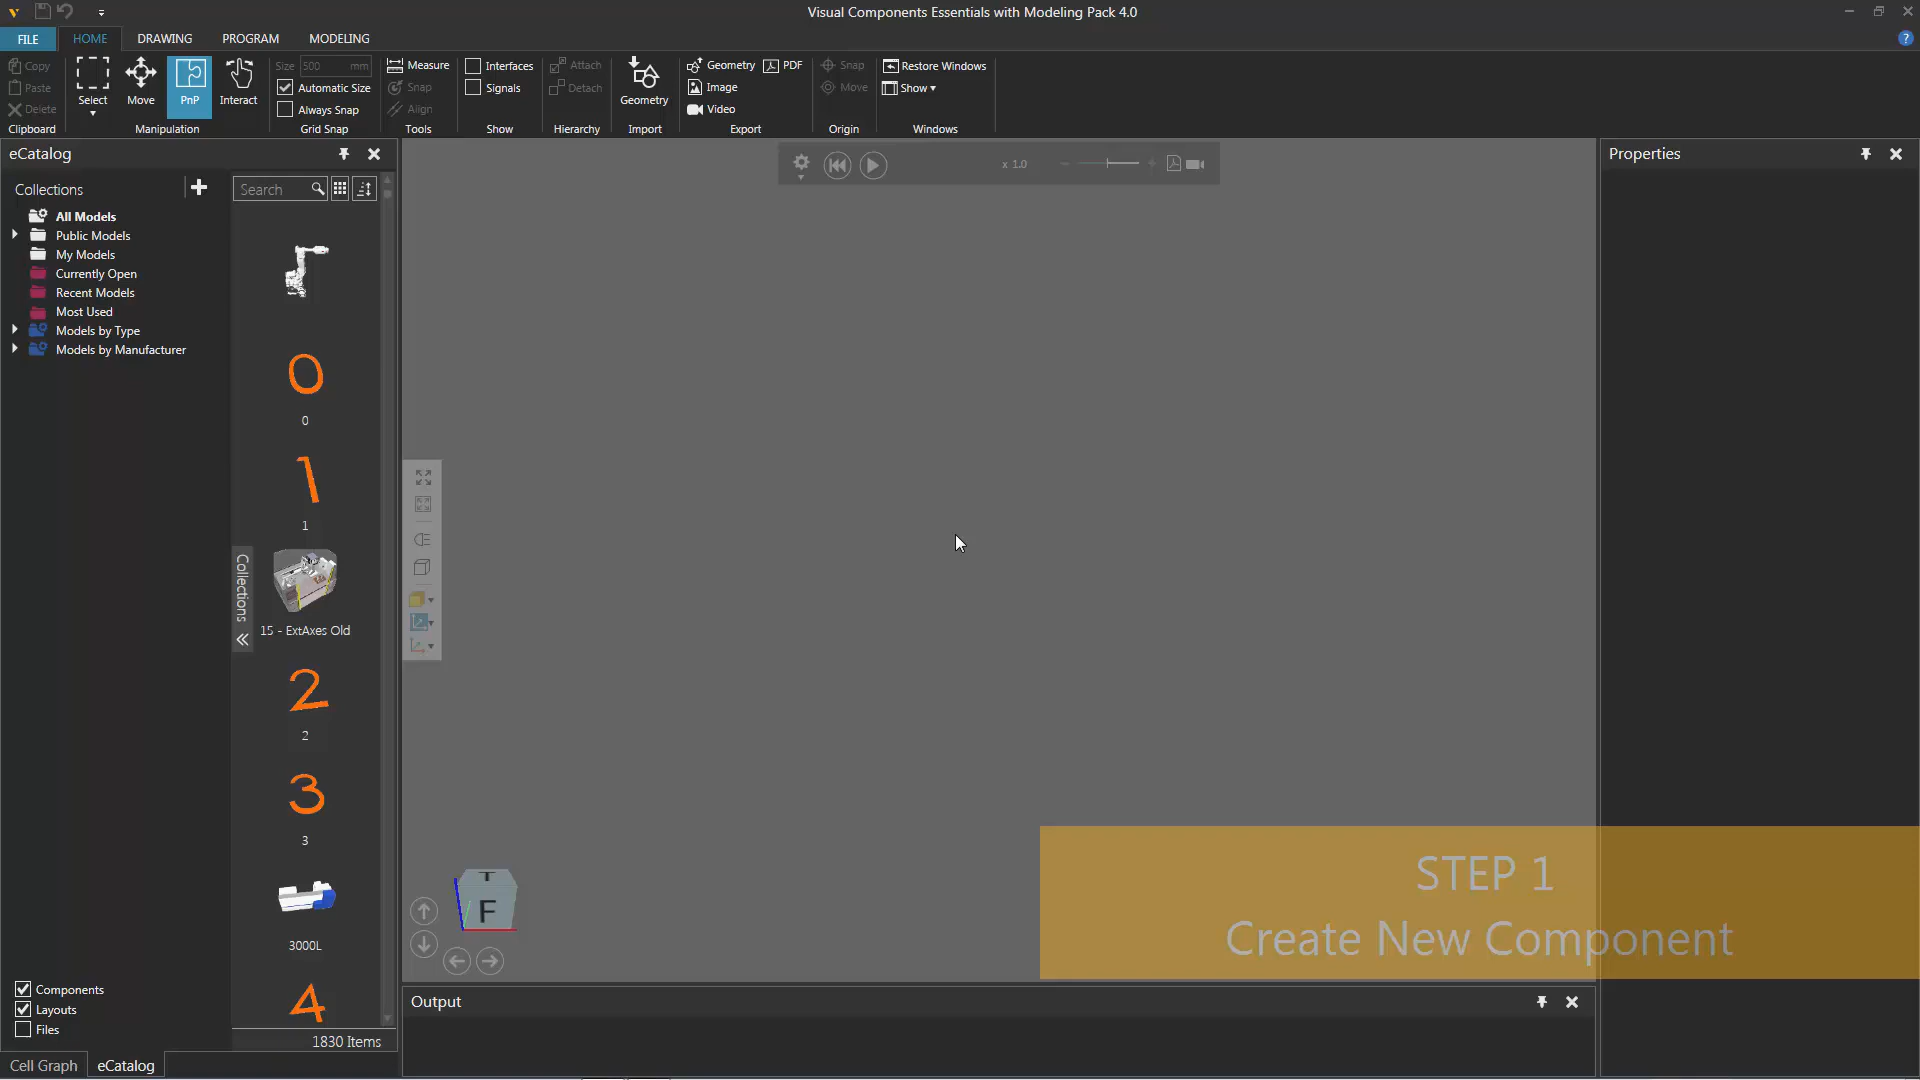 Visual Components Essentials with Modeling Pack 4.0
FILE
HOME
DRAWING
PROGRAM
MODELING
Copy
Paste
Delete
Clipboard
Select
Move
PnP
Interact
Manipulation
Size 500 mm
Automatic Size
Always Snap
Grid Snap
Measure
Snap
Align
Tools
Interfaces
Signals
Show
Attach
Detach
Hierarchy
Geometry
Import
Geometry
PDF
Image
Video
Export
Snap
Move
Origin
Restore Windows
Show
Windows
eCatalog
Collections
All Models
Public Models
My Models
Currently Open
Recent Models
Most Used
Models by Type
Models by Manufacturer
Components
Layouts
Files
Cell Graph
eCatalog
Search
Collections
0
0
1
1
15 - ExtAxes Old
2
2
3
3
3000L
4
1830 Items
x 1.0
T
F
Output
Properties
STEP 1
Create New Component